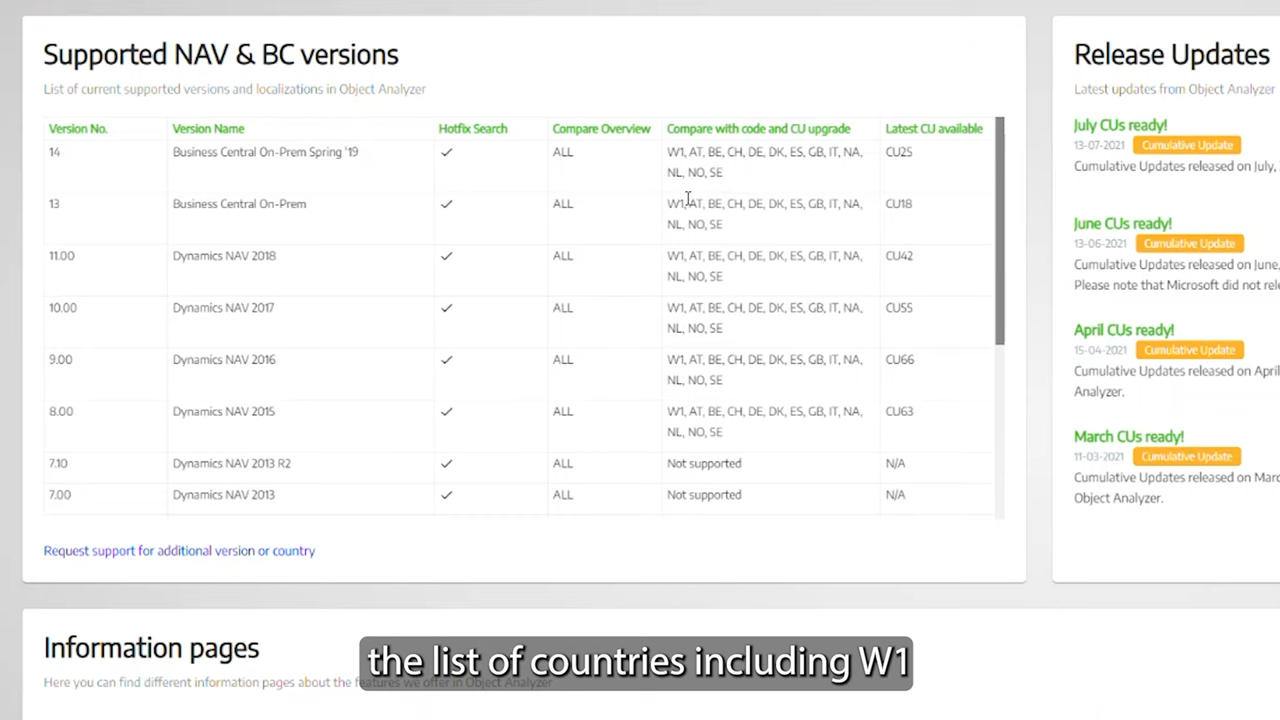 Supported NAV & BC versions
List of current supported versions and localizations in Object Analyzer
Version No. Version Name Hotfix Search Compare Overview Compare with code and CU upgrade Latest CU available
14 Business Central On-Prem Spring '19 ✓ ALL W1, AT, BE, CH, DE, DK, ES, GB, IT, NA, CU25
NL, NO, SE
13 Business Central On-Prem ✓ ALL W1, AT, BE, CH, DE, DK, ES, GB, IT, NA, CU18
NL, NO, SE
11.00 Dynamics NAV 2018 ✓ ALL W1, AT, BE, CH, DE, DK, ES, GB, IT, NA, CU42
NL, NO, SE
10.00 Dynamics NAV 2017 ✓ ALL W1, AT, BE, CH, DE, DK, ES, GB, IT, NA, CU55
NL, NO, SE
9.00 Dynamics NAV 2016 ✓ ALL W1, AT, BE, CH, DE, DK, ES, GB, IT, NA, CU66
NL, NO, SE
8.00 Dynamics NAV 2015 ✓ ALL W1, AT, BE, CH, DE, DK, ES, GB, IT, NA, CU63
NL, NO, SE
7.10 Dynamics NAV 2013 R2 ✓ ALL Not supported N/A
7.00 Dynamics NAV 2013 ✓ ALL Not supported N/A
Request support for additional version or country
Release Updates
Latest updates from Object Analyzer
July CUs ready!
13-07-2021 Cumulative Update
Cumulative Updates released on July,
June CUs ready!
13-06-2021 Cumulative Update
Cumulative Updates released on June,
Please note that Microsoft did not rele
April CUs ready!
15-04-2021 Cumulative Update
Cumulative Updates released on April
Analyzer.
March CUs ready!
11-03-2021 Cumulative Update
Cumulative Updates released on Marc
Object Analyzer.
Information pages
Here you can find different information pages about the features we offer in Object Analyzer
the list of countries including W1